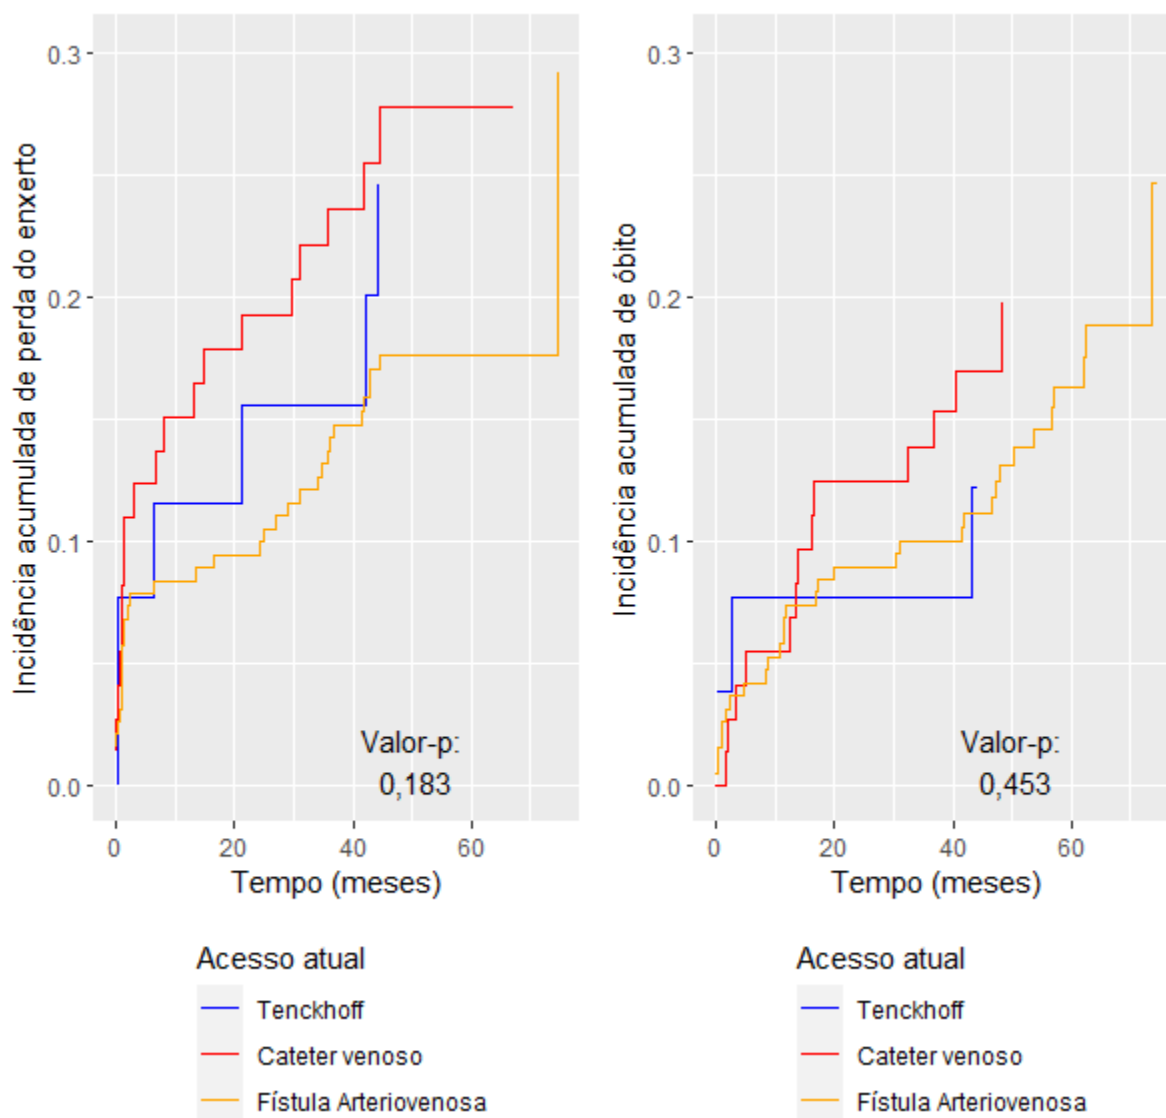 Incidência acumulada de perda do enxerto
0.3
0.2
0.1
0.0
Valor-p:
0,183
0 20 40 60
Tempo (meses)
Acesso atual
Tenckhoff
Cateter venoso
Fístula Arteriovenosa
Incidência acumulada de óbito
0.3
0.2
0.1
0.0
Valor-p:
0,453
0 20 40 60
Tempo (meses)
Acesso atual
Tenckhoff
Cateter venoso
Fístula Arteriovenosa